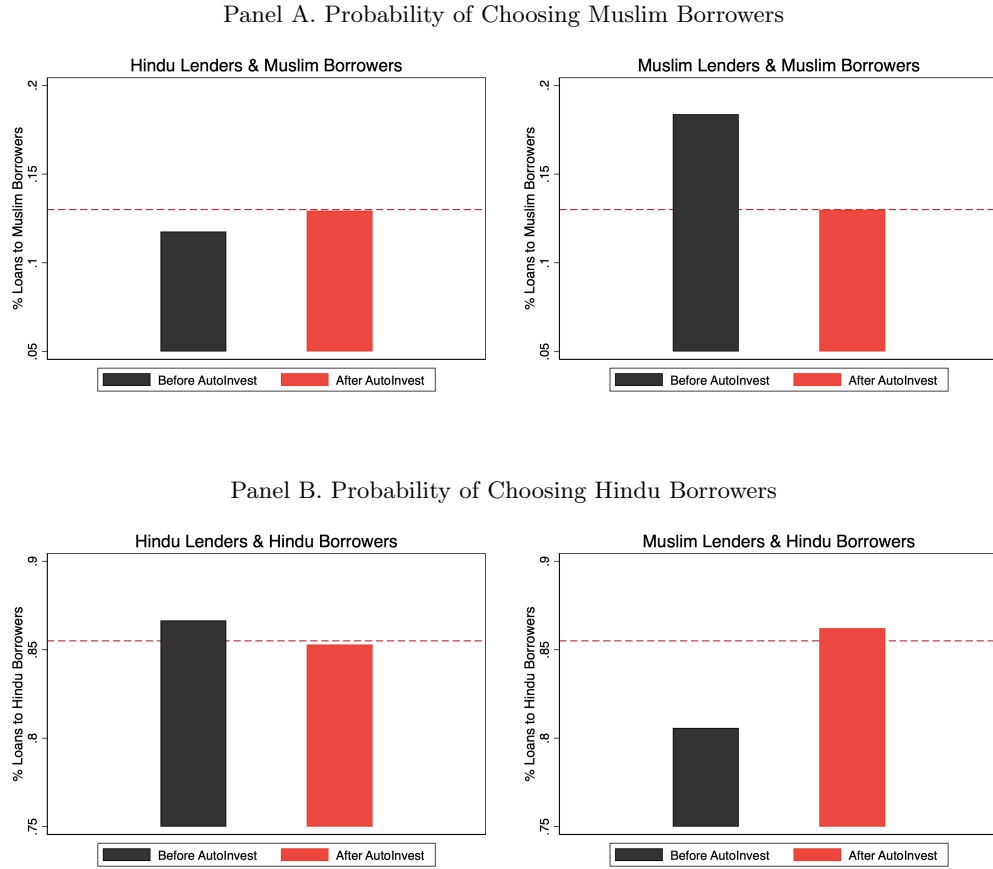 Panel A. Probability of Choosing Muslim Borrowers
Hindu Lenders & Muslim Borrowers
% Loans to Muslim Borrowers
.2
.15
.1
.05
Before AutoInvest After AutoInvest
Muslim Lenders & Muslim Borrowers
% Loans to Muslim Borrowers
.2
.15
.1
.05
Before AutoInvest After AutoInvest
Panel B. Probability of Choosing Hindu Borrowers
Hindu Lenders & Hindu Borrowers
% Loans to Hindu Borrowers
.9
.85
.8
.75
Before AutoInvest After AutoInvest
Muslim Lenders & Hindu Borrowers
% Loans to Hindu Borrowers
.9
.85
.8
.75
Before AutoInvest After AutoInvest